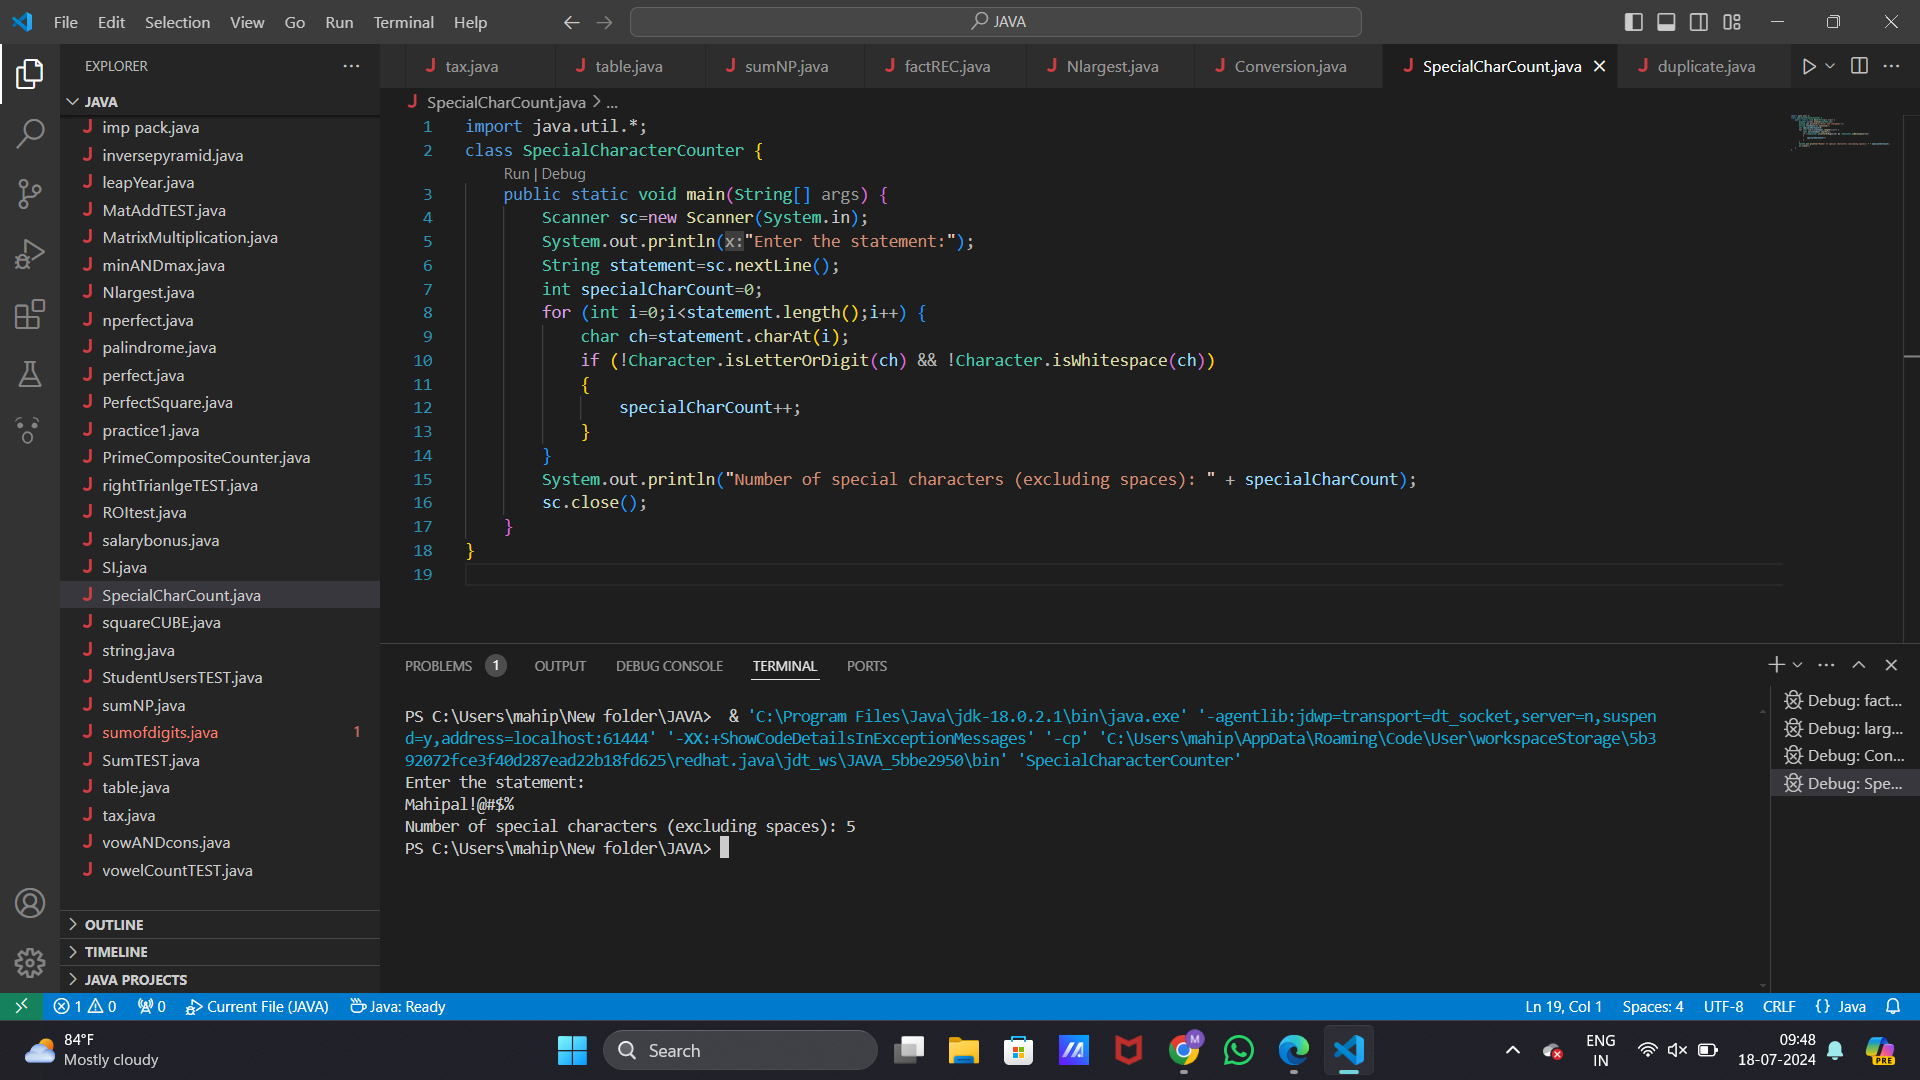 File Edit Selection View Go Run Terminal Help
JAVA
EXPLORER
tax.java table.java sumNP.java factREC.java Nlargest.java Conversion.java SpecialCharCount.java duplicate.java
JAVA
imp pack.java
inversepyramid.java
leapYear.java
MatAddTEST.java
MatrixMultiplication.java
minANDmax.java
Nlargest.java
nperfect.java
palindrome.java
perfect.java
PerfectSquare.java
practice1.java
PrimeCompositeCounter.java
rightTrianlgeTEST.java
ROItest.java
salarybonus.java
SI.java
SpecialCharCount.java
squareCUBE.java
string.java
StudentUsersTEST.java
sumNP.java
sumofdigits.java 1
SumTEST.java
table.java
tax.java
vowANDcons.java
vowelCountTEST.java
OUTLINE
TIMELINE
JAVA PROJECTS
SpecialCharCount.java > ...
1 import java.util.*;
2 class SpecialCharacterCounter {
Run | Debug
3 public static void main(String[] args) {
4 Scanner sc=new Scanner(System.in);
5 System.out.println(x:"Enter the statement:");
6 String statement=sc.nextLine();
7 int specialCharCount=0;
8 for (int i=0;i<statement.length();i++) {
9 char ch=statement.charAt(i);
10 if (!Character.isLetterOrDigit(ch) && !Character.isWhitespace(ch))
11 {
12 specialCharCount++;
13 }
14 }
15 System.out.println("Number of special characters (excluding spaces): " + specialCharCount);
16 sc.close();
17 }
18 }
19
PROBLEMS 1 OUTPUT DEBUG CONSOLE TERMINAL PORTS
PS C:\Users\mahip\New folder\JAVA>  & 'C:\Program Files\Java\jdk-18.0.2.1\bin\java.exe' '-agentlib:jdwp=transport=dt_socket,server=n,suspen
d=y,address=localhost:61444' '-XX:+ShowCodeDetailsInExceptionMessages' '-cp' 'C:\Users\mahip\AppData\Roaming\Code\User\workspaceStorage\5b3
92072fce3f40d287ead22b18fd625\redhat.java\jdt_ws\JAVA_5bbe2950\bin' 'SpecialCharacterCounter'
Enter the statement:
Mahipal!@#$%
Number of special characters (excluding spaces): 5
PS C:\Users\mahip\New folder\JAVA>
Debug: fact...
Debug: larg...
Debug: Con...
Debug: Spe...
1 0 0 Current File (JAVA) Java: Ready Ln 19, Col 1 Spaces: 4 UTF-8 CRLF {} Java
84°F
Mostly cloudy
Search
M
ENG
IN
09:48
18-07-2024
PRE